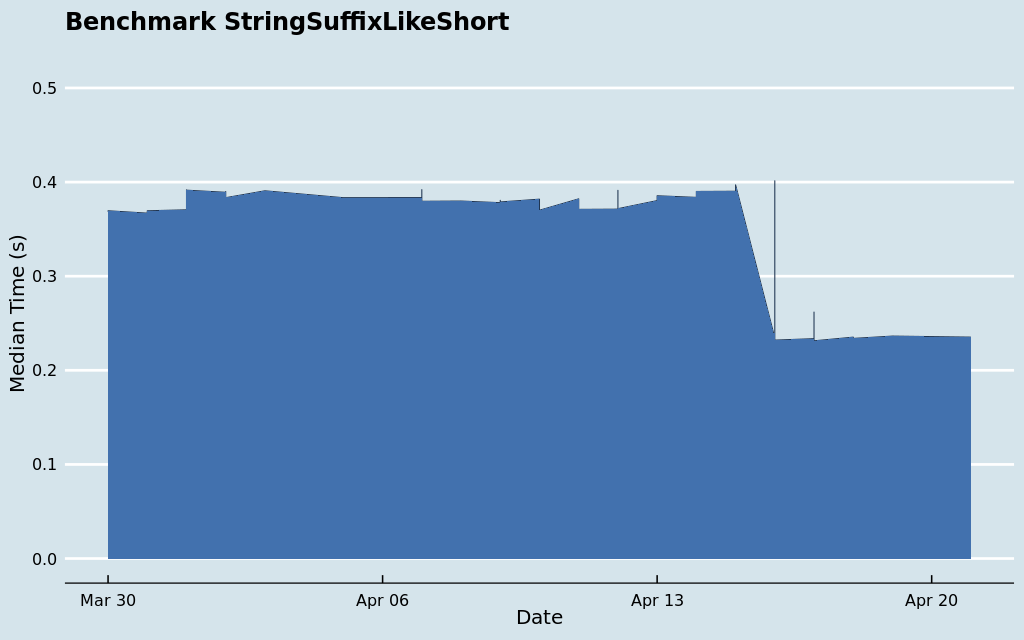 Benchmark StringSuffixLikeShort
0.5
0.4
0.3
0.2
0.1
0.0
Median Time (s)
Mar 30
Apr 06
Apr 13
Apr 20
Date